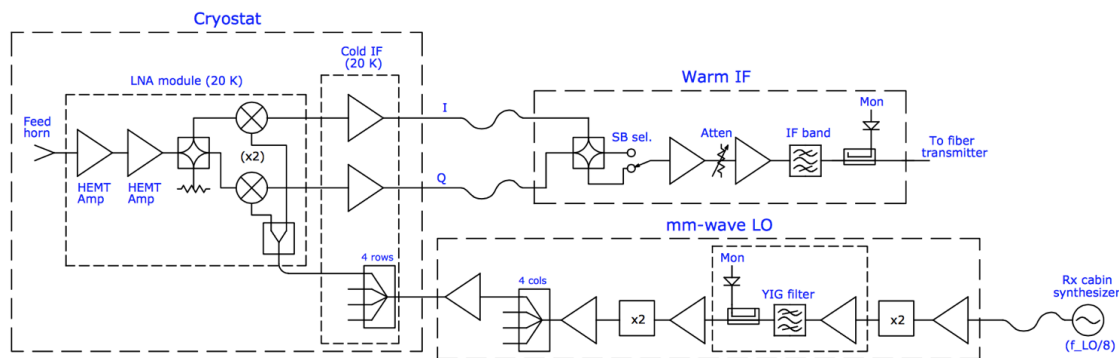 Cryostat
Cold IF
(20 K)
LNA module (20 K)
Warm IF
Feed
horn
HEMT
Amp
HEMT
Amp
(x2)
I
Q
SB sel.
Atten
IF band
Mon
To fiber
transmitter
mm-wave LO
4 rows
4 cols
x2
Mon
YIG filter
x2
Rx cabin
synthesizer
(f_LO/8)